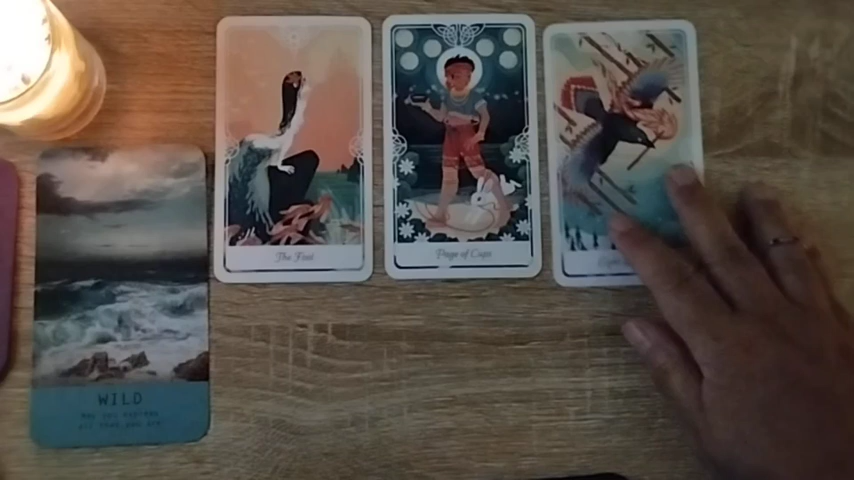 The Fool
Page of Cups
WILD
MAY YOU EXPRESS
ALL THAT YOU ARE